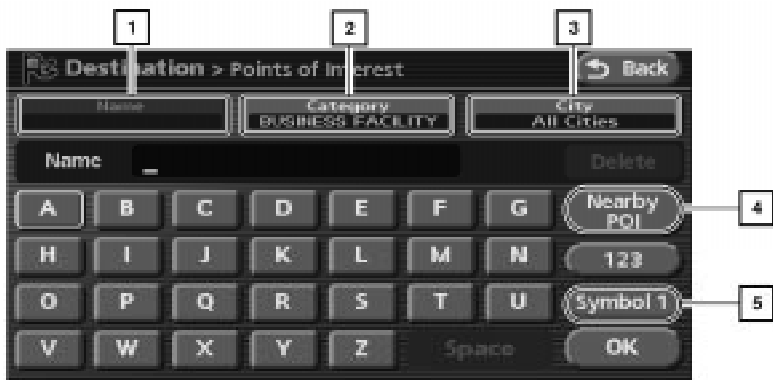 1 2 3
Destination > Points of Interest Back
Name Category City
BUSINESS FACILITY All Cities
Name _ Delete
A B C D E F G Nearby POI 4
H I J K L M N 123
O P Q R S T U Symbol 1 5
V W X Y Z Space OK